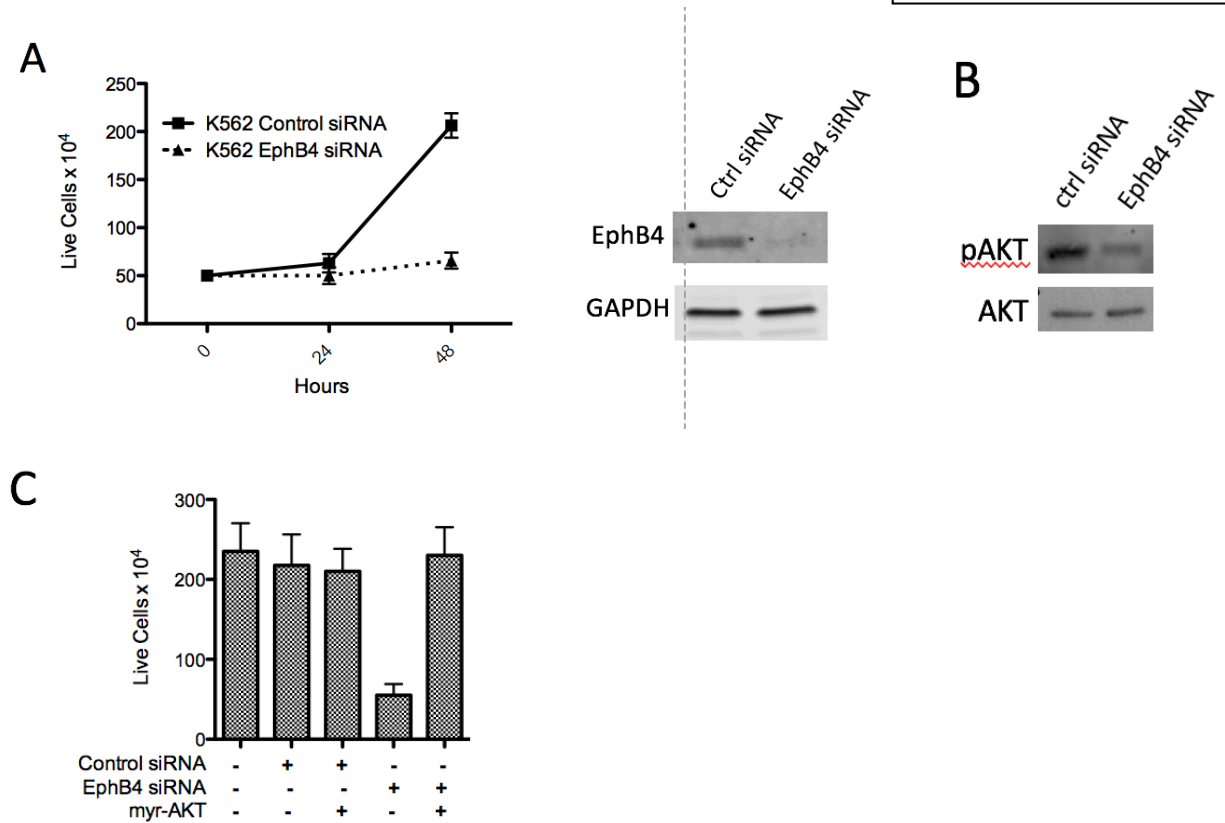 A
250
200
150
100
50
0
Live Cells x 10⁴
K562 Control siRNA
K562 EphB4 siRNA
0 24 48
Hours
Ctrl siRNA EphB4 siRNA
EphB4
GAPDH
B
ctrl siRNA EphB4 siRNA
pAKT
AKT
C
300
200
100
0
Live Cells x 10⁴
Control siRNA - + + - -
EphB4 siRNA - - - + +
myr-AKT - - + - +